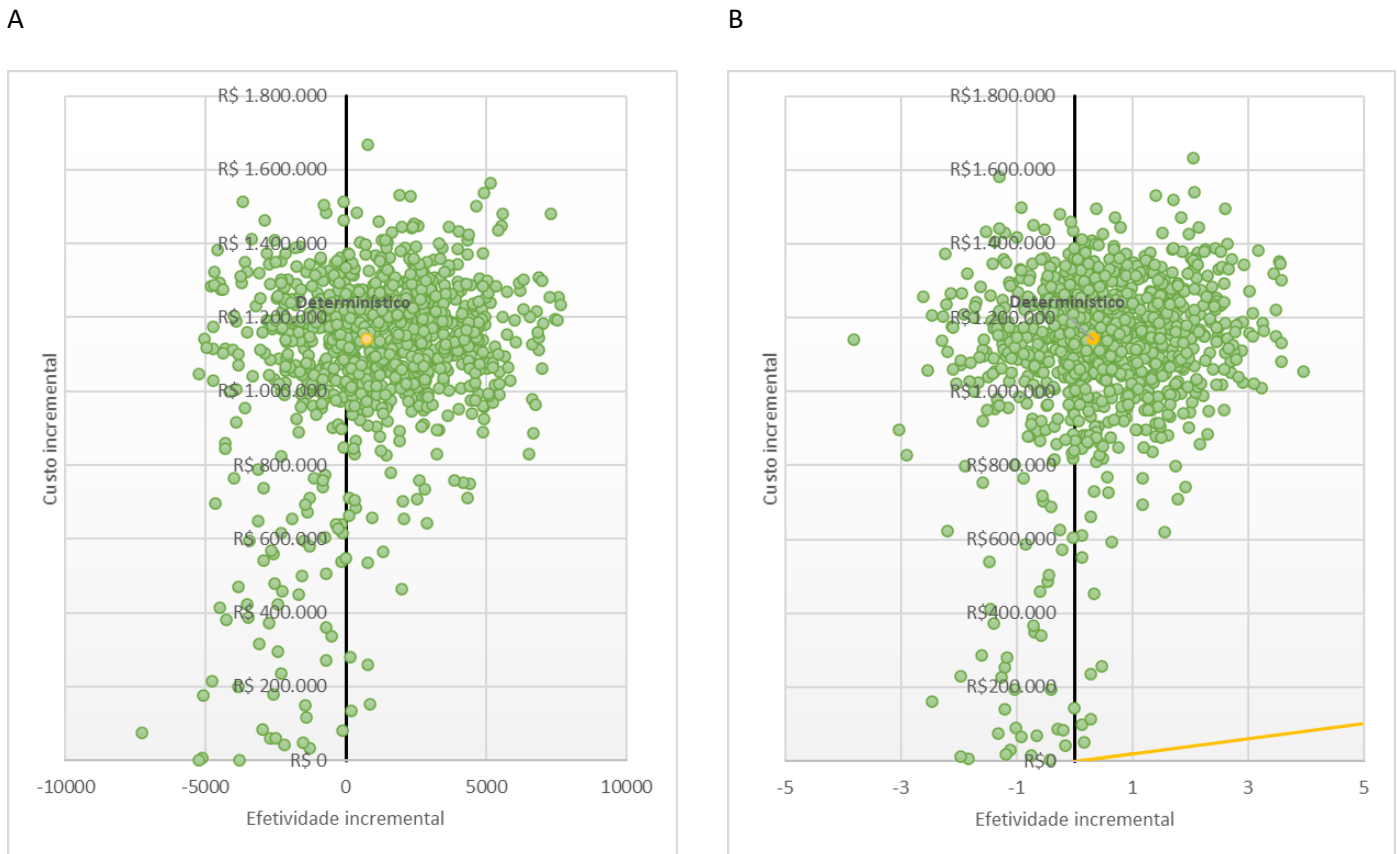 A
B
R$ 1.800.000
R$ 1.600.000
R$ 1.400.000
Determinístico
R$ 1.200.000
R$ 1.000.000
R$ 800.000
R$ 600.000
R$ 400.000
R$ 200.000
R$ 0
-10000 -5000 0 5000 10000
Efetividade incremental
Custo incremental
R$ 1.800.000
R$ 1.600.000
R$ 1.400.000
Determinístico
R$ 1.200.000
R$ 1.000.000
R$ 800.000
R$ 600.000
R$ 400.000
R$ 200.000
R$ 0
-5 -3 -1 1 3 5
Efetividade incremental
Custo incremental